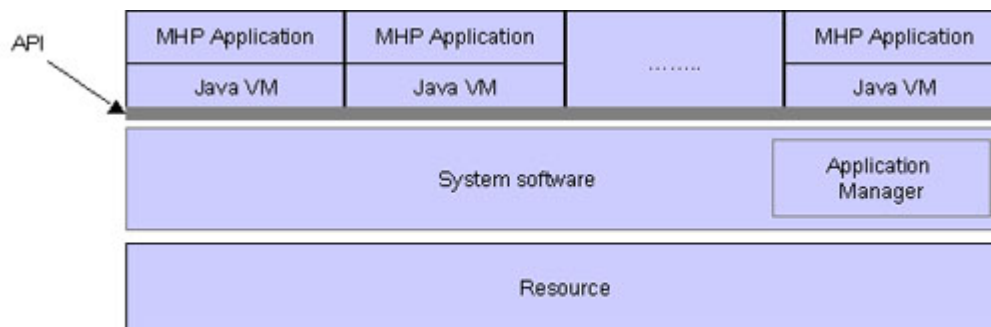 API
MHP Application MHP Application MHP Application
Java VM Java VM ........ Java VM
System software
Application
Manager
Resource